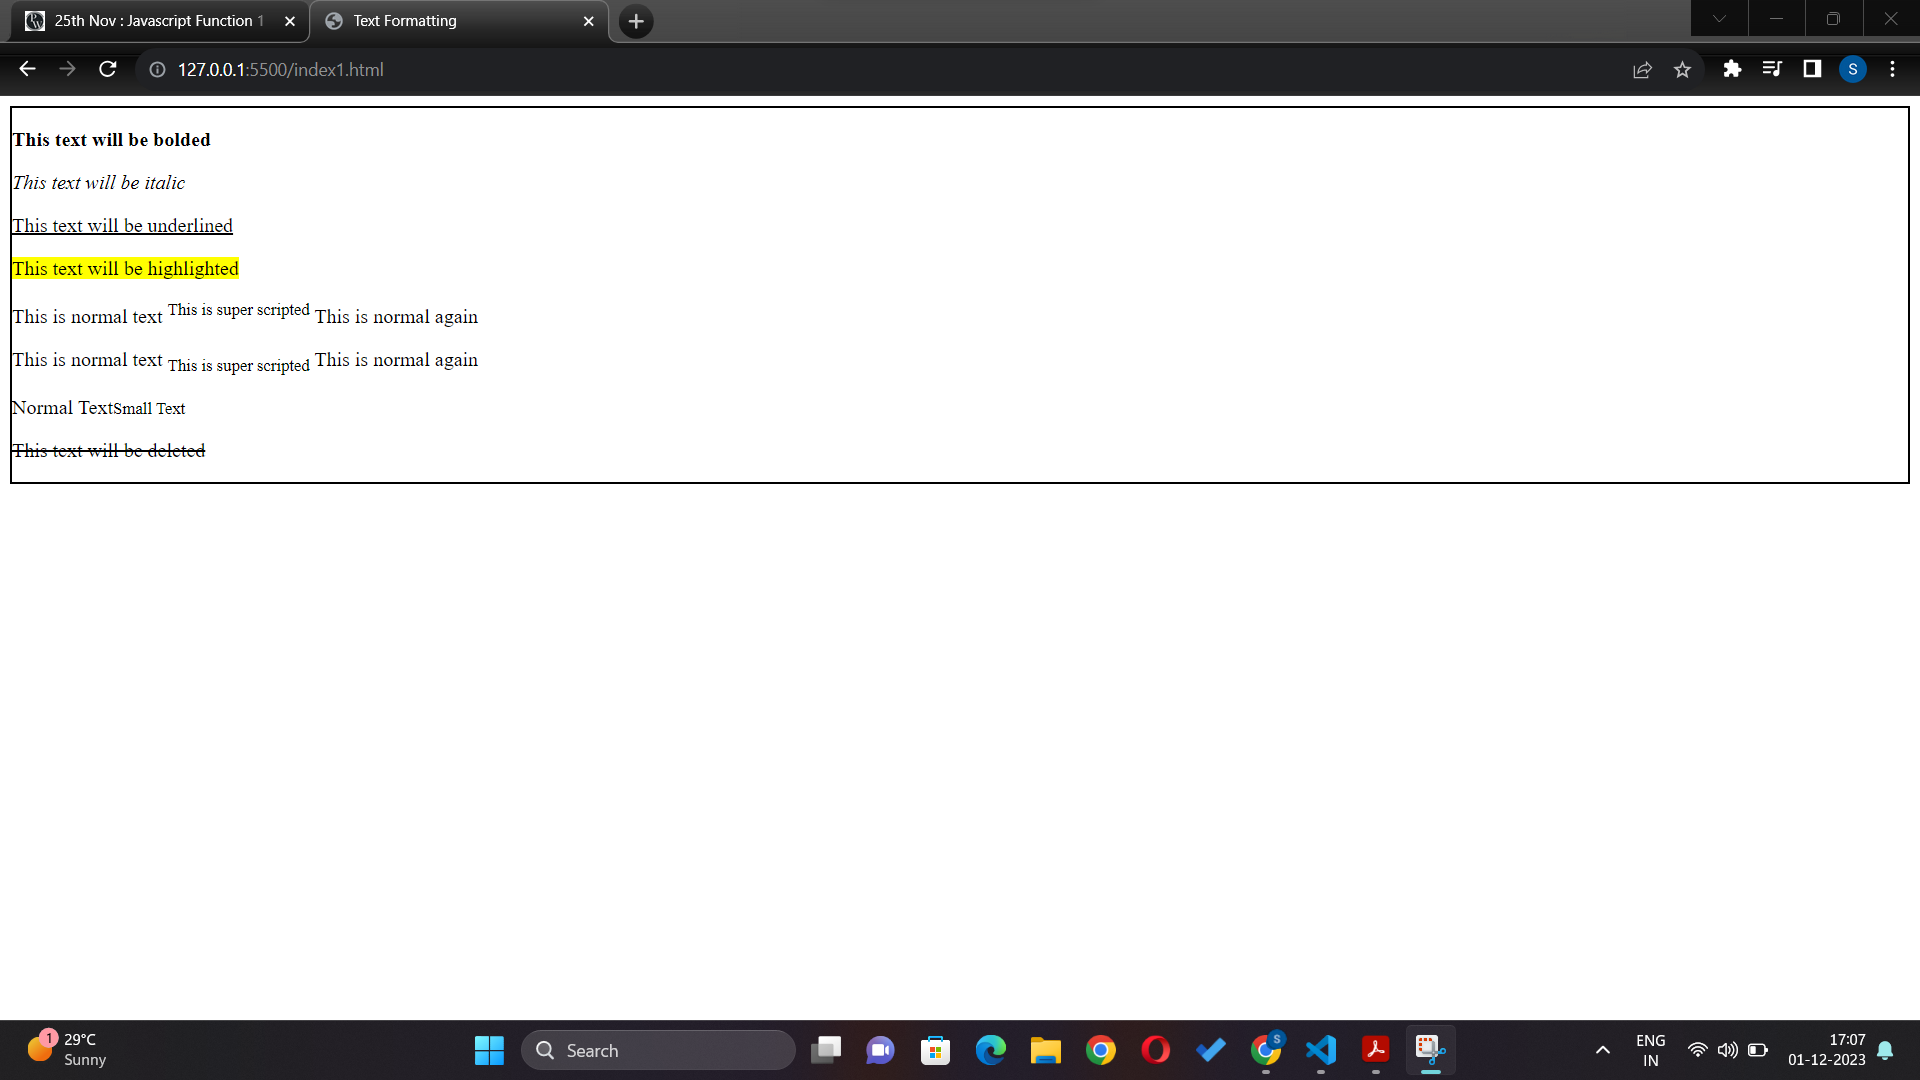 25th Nov : Javascript Function 1
Text Formatting
127.0.0.1:5500/index1.html
S
This text will be bolded
This text will be italic
This text will be underlined
This text will be highlighted
This is normal text This is super scripted This is normal again
This is normal text This is super scripted This is normal again
Normal TextSmall Text
This text will be deleted
1
29°C
Sunny
Search
S
ENG
IN
17:07
01-12-2023